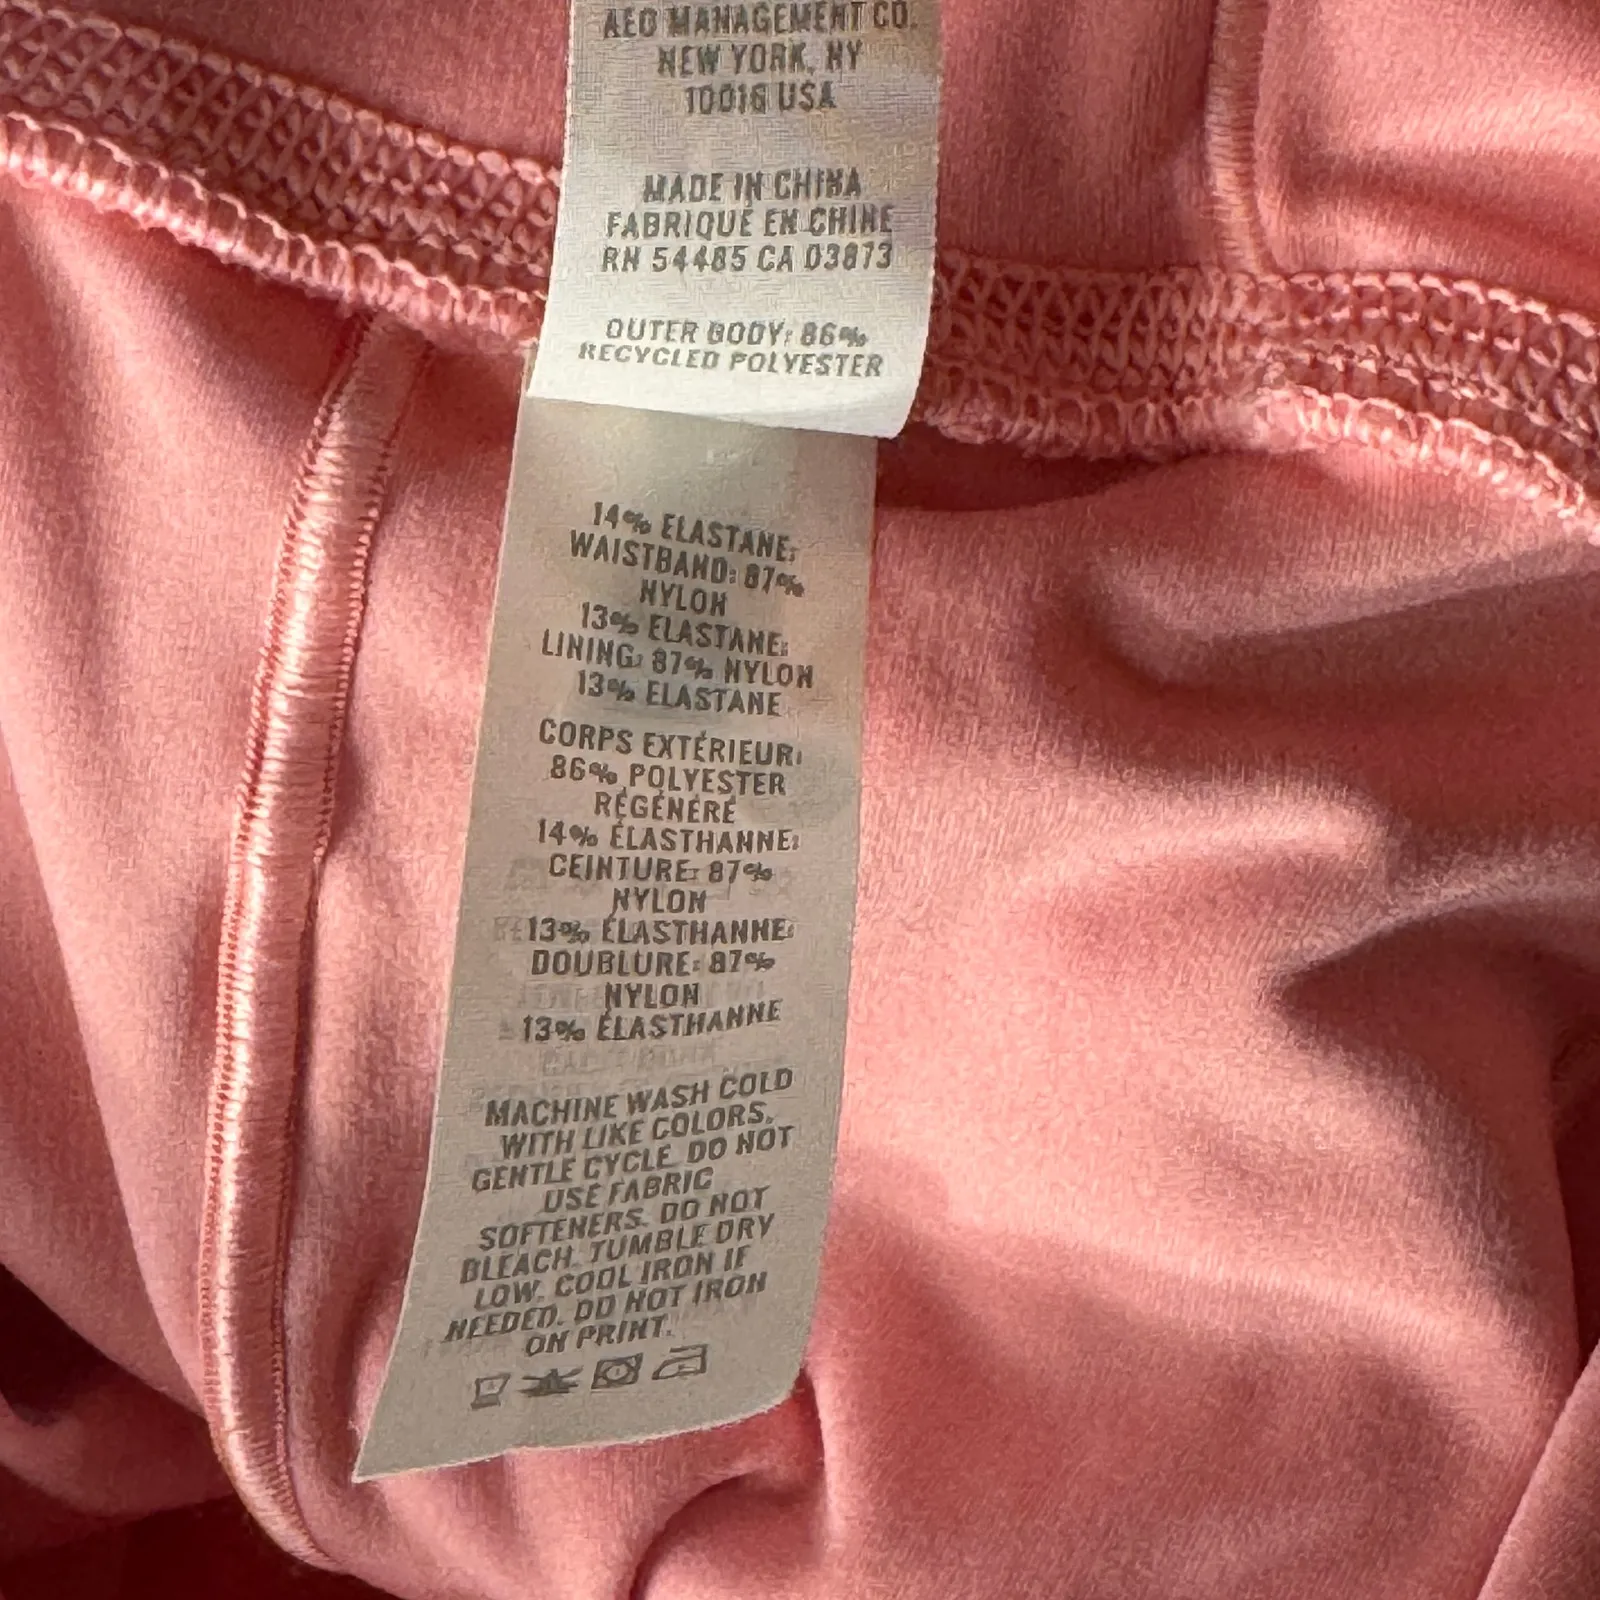 AEO MANAGEMENT CO.
NEW YORK, NY
10016 USA
MADE IN CHINA
FABRIQUÉ EN CHINE
RN 54485 CA 03873
OUTER BODY: 86%
RECYCLED POLYESTER
14% ELASTANE;
WAISTBAND: 87%
NYLON
13% ELASTANE;
LINING: 87% NYLON
13% ELASTANE
CORPS EXTÉRIEUR:
86% POLYESTER
RÉGÉNÉRÉ
14% ÉLASTHANNE;
CEINTURE: 87%
NYLON
13% ÉLASTHANNE;
DOUBLURE: 87%
NYLON
13% ÉLASTHANNE
MACHINE WASH COLD
WITH LIKE COLORS,
GENTLE CYCLE. DO NOT
USE FABRIC
SOFTENERS. DO NOT
BLEACH. TUMBLE DRY
LOW. COOL IRON IF
NEEDED. DO NOT IRON
ON PRINT.